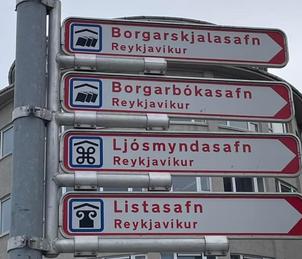 Borgarskjalasafn
Reykjavíkur
Borgarbókasafn
Reykjavíkur
Ljósmyndasafn
Reykjavíkur
Listasafn
Reykjavíkur